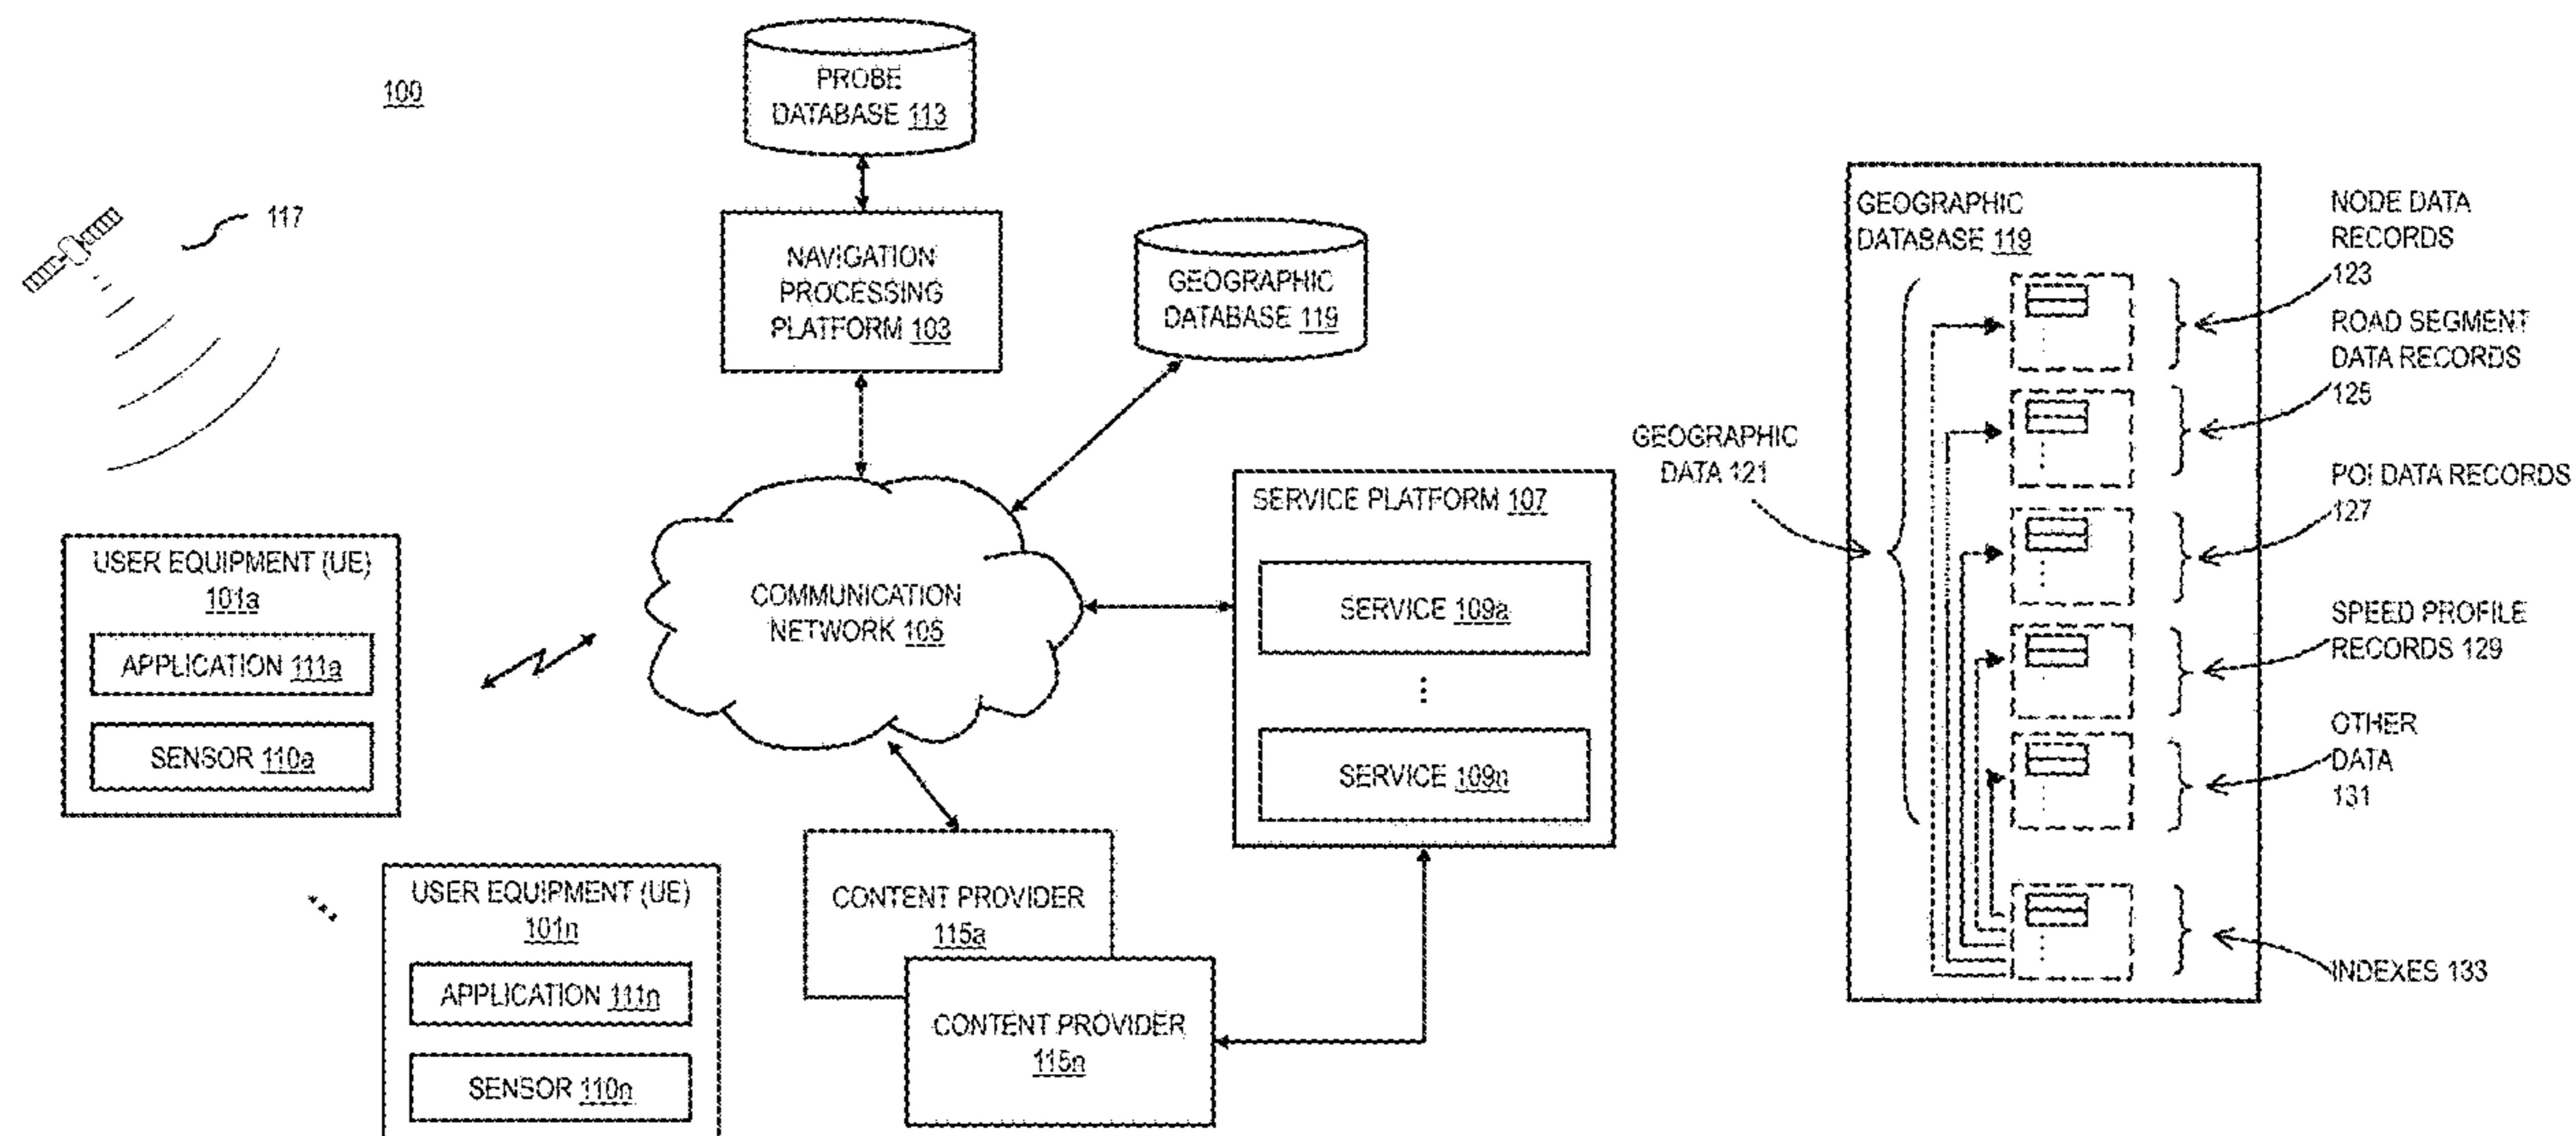 100
PROBE
DATABASE 113
117
NAVIGATION
PROCESSING
PLATFORM 103
GEOGRAPHIC
DATABASE 119
COMMUNICATION
NETWORK 105
USER EQUIPMENT (UE)
101a
APPLICATION 111a
SENSOR 110a
USER EQUIPMENT (UE)
101n
APPLICATION 111n
SENSOR 110n
SERVICE PLATFORM 107
SERVICE 109a
SERVICE 109n
CONTENT PROVIDER
115a
CONTENT PROVIDER
115n
GEOGRAPHIC
DATABASE 119
GEOGRAPHIC
DATA 121
NODE DATA
RECORDS
123
ROAD SEGMENT
DATA RECORDS
125
POI DATA RECORDS
127
SPEED PROFILE
RECORDS 129
OTHER
DATA
131
INDEXES 133